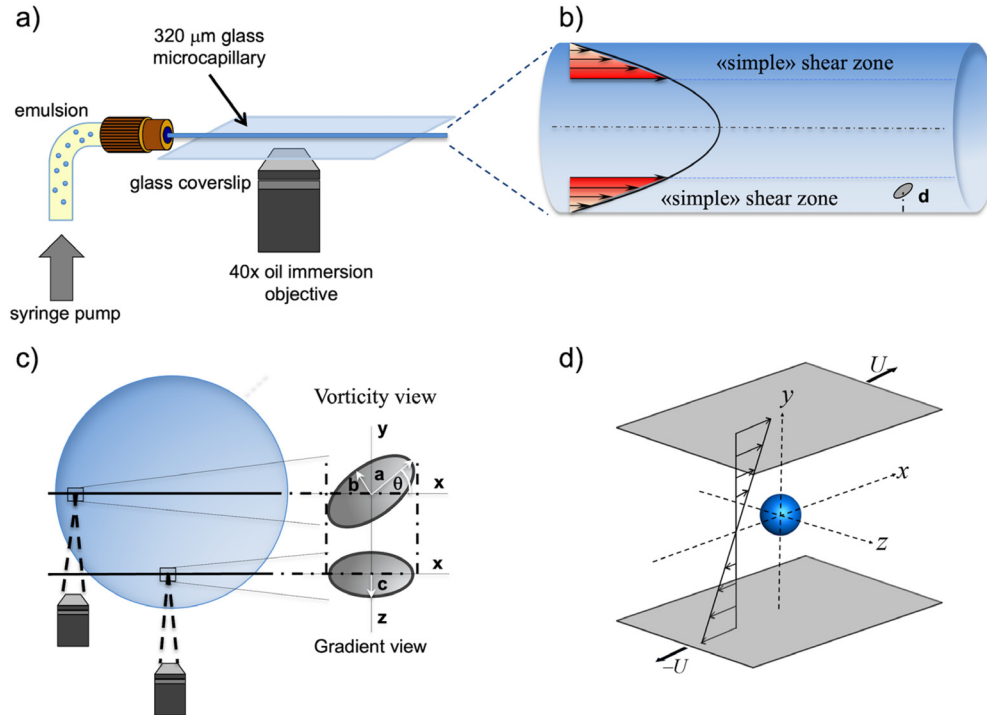 a)
320 μm glass
microcapillary
emulsion
glass coverslip
40x oil immersion
objective
syringe pump
b)
«simple» shear zone
«simple» shear zone
d
c)
Vorticity view
y
a
b
θ
x
x
c
z
Gradient view
d)
U
y
x
z
–U